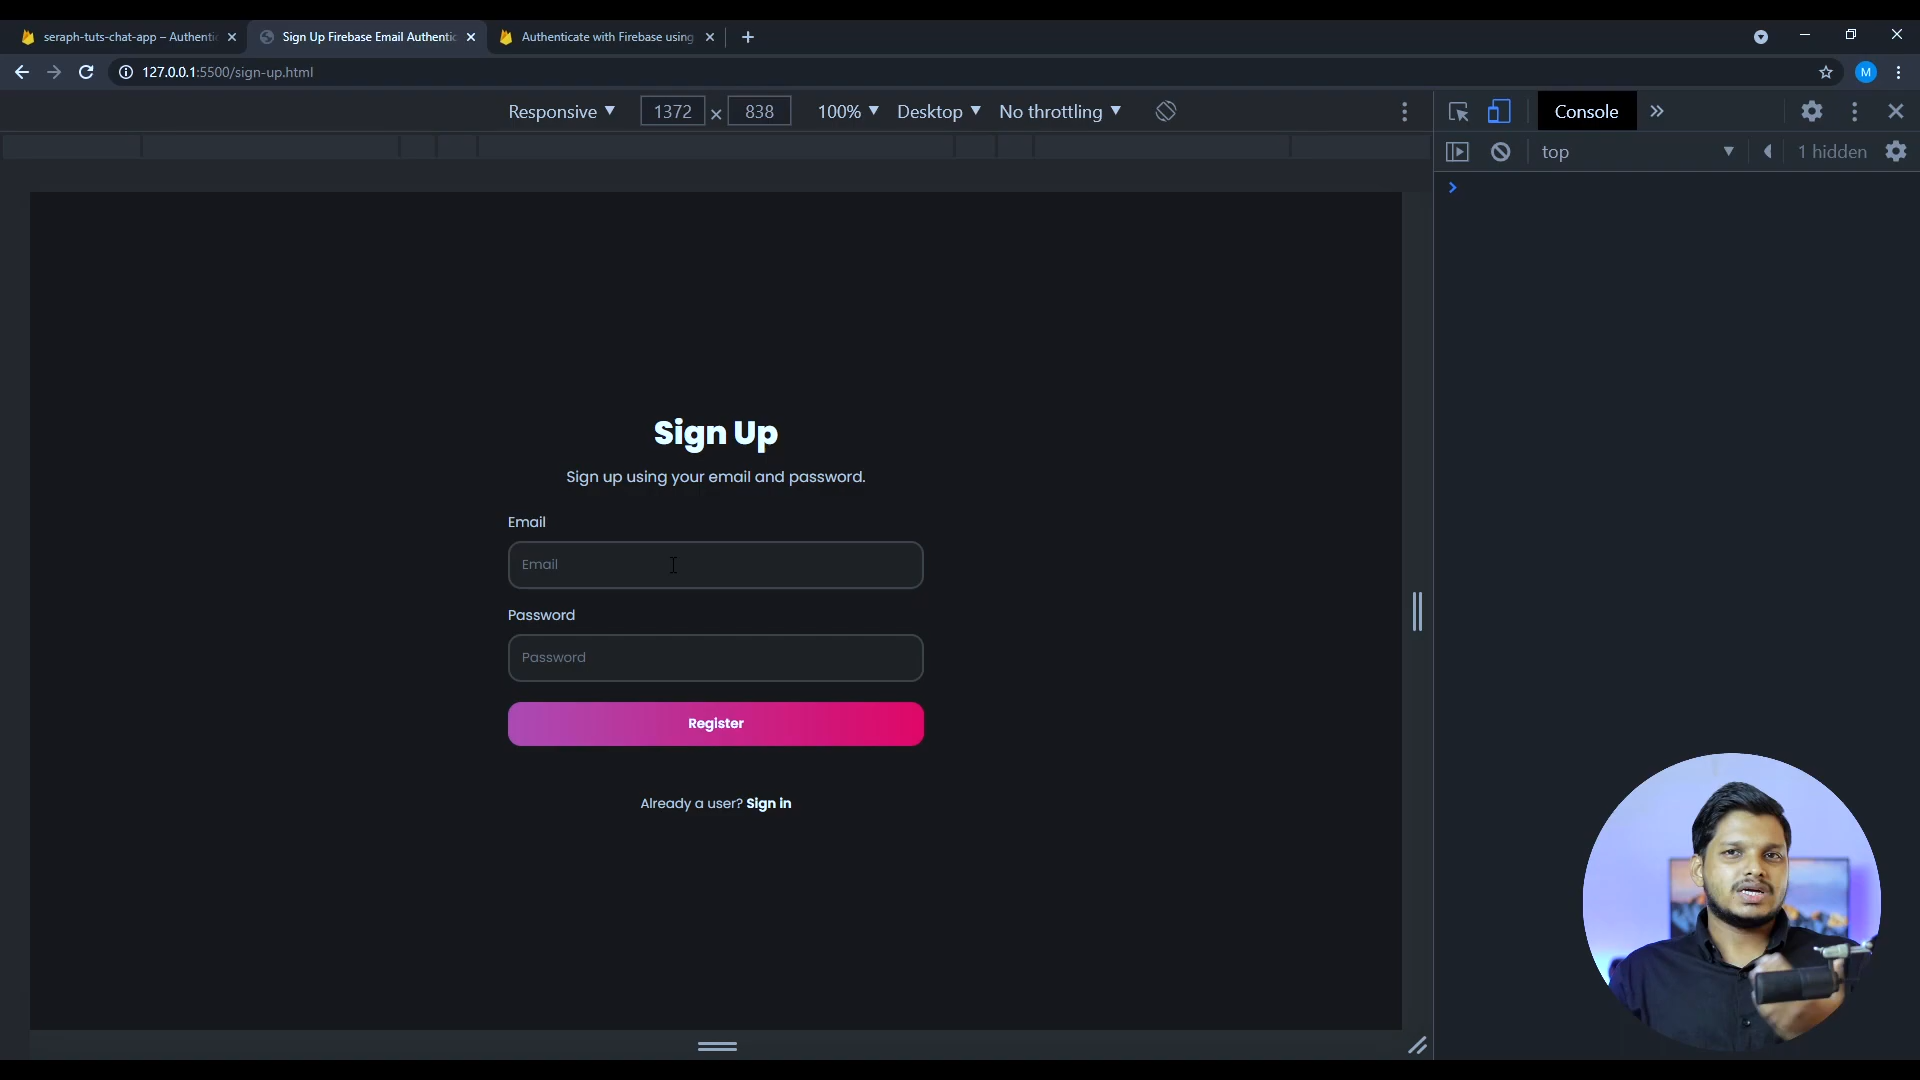 seraph-tuts-chat-app – Authentic
Sign Up Firebase Email Authentic
Authenticate with Firebase using
127.0.0.1:5500/sign-up.html
M
Responsive 1372 × 838 100% Desktop No throttling
Console
top
1 hidden
Sign Up
Sign up using your email and password.
Email
Email
Password
Password
Register
Already a user? Sign in